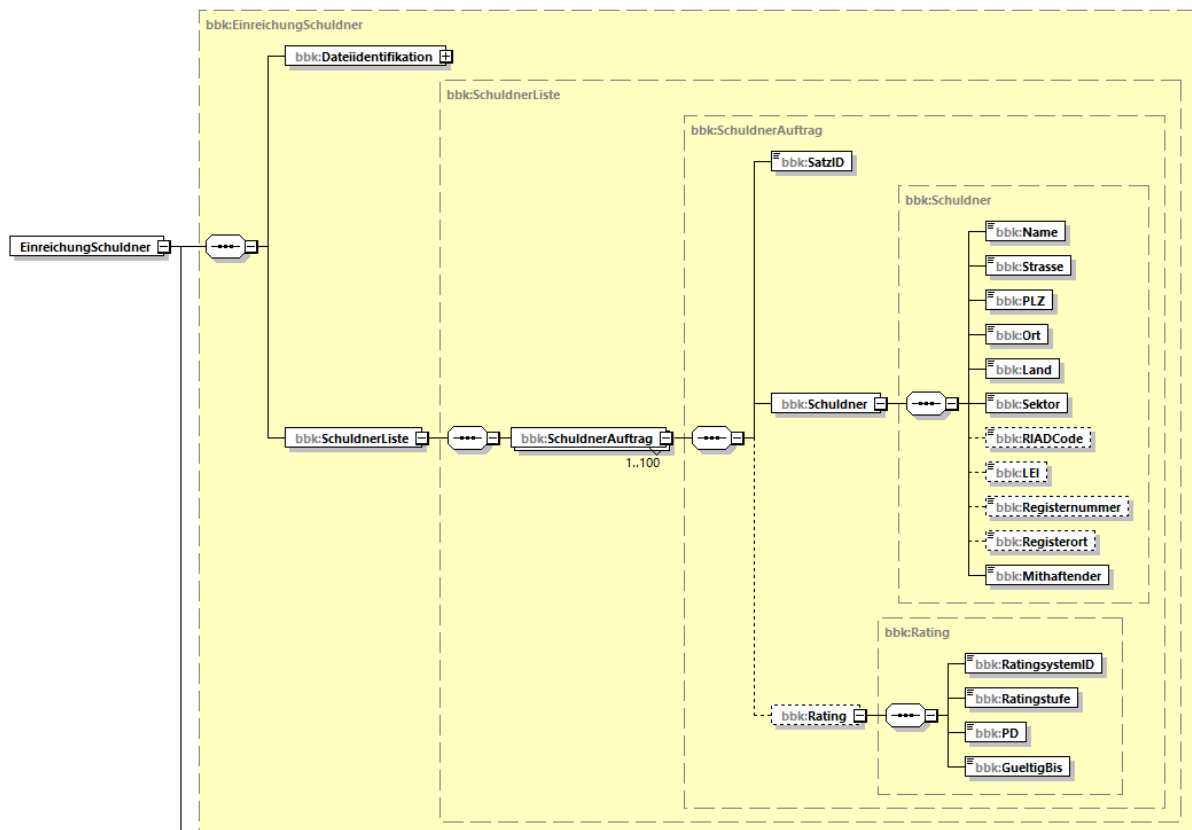 bbk:EinreichungSchuldner
bbk:Dateiidentifikation
bbk:SchuldnerListe
bbk:SchuldnerAuftrag
bbk:SatzID
bbk:Schuldner
bbk:Name
EinreichungSchuldner
bbk:Strasse
bbk:PLZ
bbk:Ort
bbk:Land
bbk:Schuldner
bbk:Sektor
bbk:SchuldnerListe
bbk:SchuldnerAuftrag
1..100
bbk:RIADCode
bbk:LEI
bbk:Registernummer
bbk:Registerort
bbk:Mithaftender
bbk:Rating
bbk:RatingsystemID
bbk:Ratingstufe
bbk:Rating
bbk:PD
bbk:GueltigBis